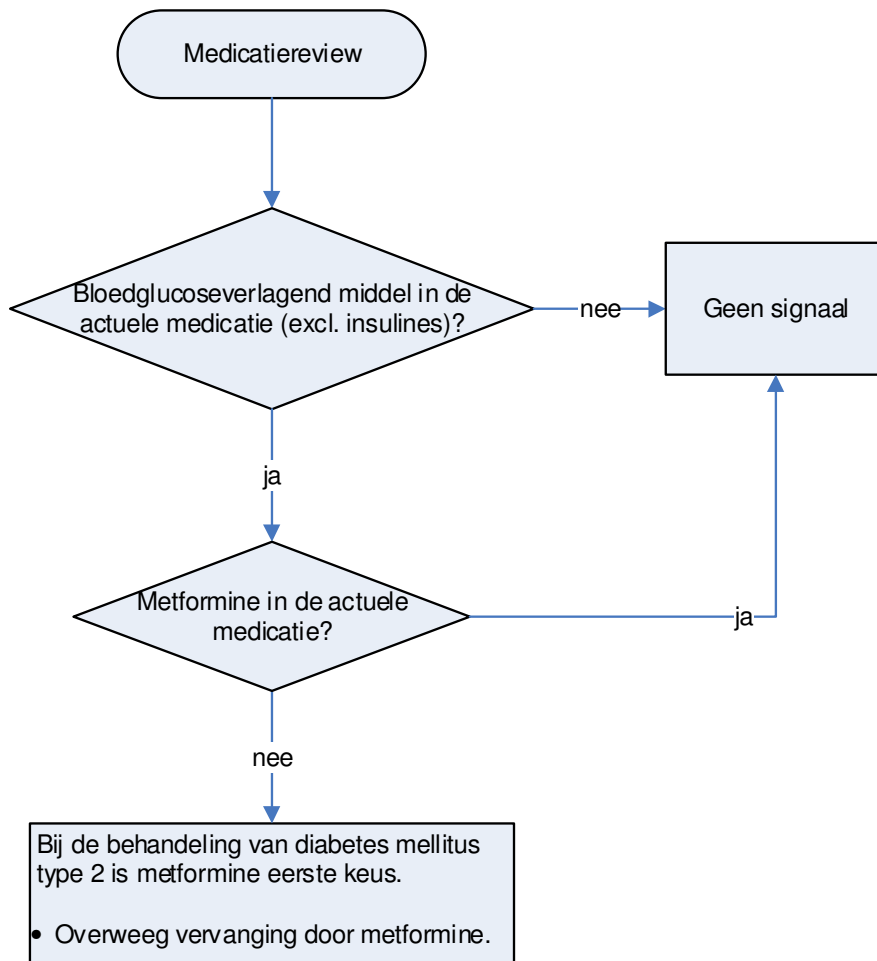 Medicatiereview
Bloedglucoseverlagend middel in de
actuele medicatie (excl. insulines)?
nee
Geen signaal
ja
Metformine in de actuele
medicatie?
ja
nee
Bij de behandeling van diabetes mellitus
type 2 is metformine eerste keus.
• Overweeg vervanging door metformine.